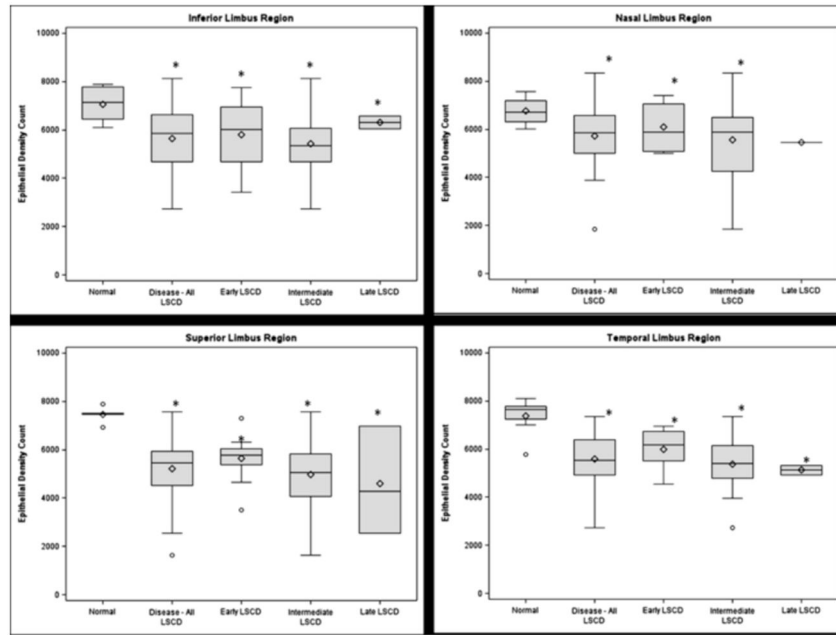 Inferior Limbus Region
Epithelial Density Count
10000
8000
6000
4000
2000
0
*
*
*
*
Normal
Disease - All
LSCD
Early LSCD
Intermediate
LSCD
Late LSCD
Nasal Limbus Region
Epithelial Density Count
10000
8000
6000
4000
2000
0
*
*
*
Normal
Disease - All
LSCD
Early LSCD
Intermediate
LSCD
Late LSCD
Superior Limbus Region
Epithelial Density Count
10000
8000
6000
4000
2000
0
*
*
*
*
Normal
Disease - All
LSCD
Early LSCD
Intermediate
LSCD
Late LSCD
Temporal Limbus Region
Epithelial Density Count
10000
8000
6000
4000
2000
0
*
*
*
*
Normal
Disease - All
LSCD
Early LSCD
Intermediate
LSCD
Late LSCD